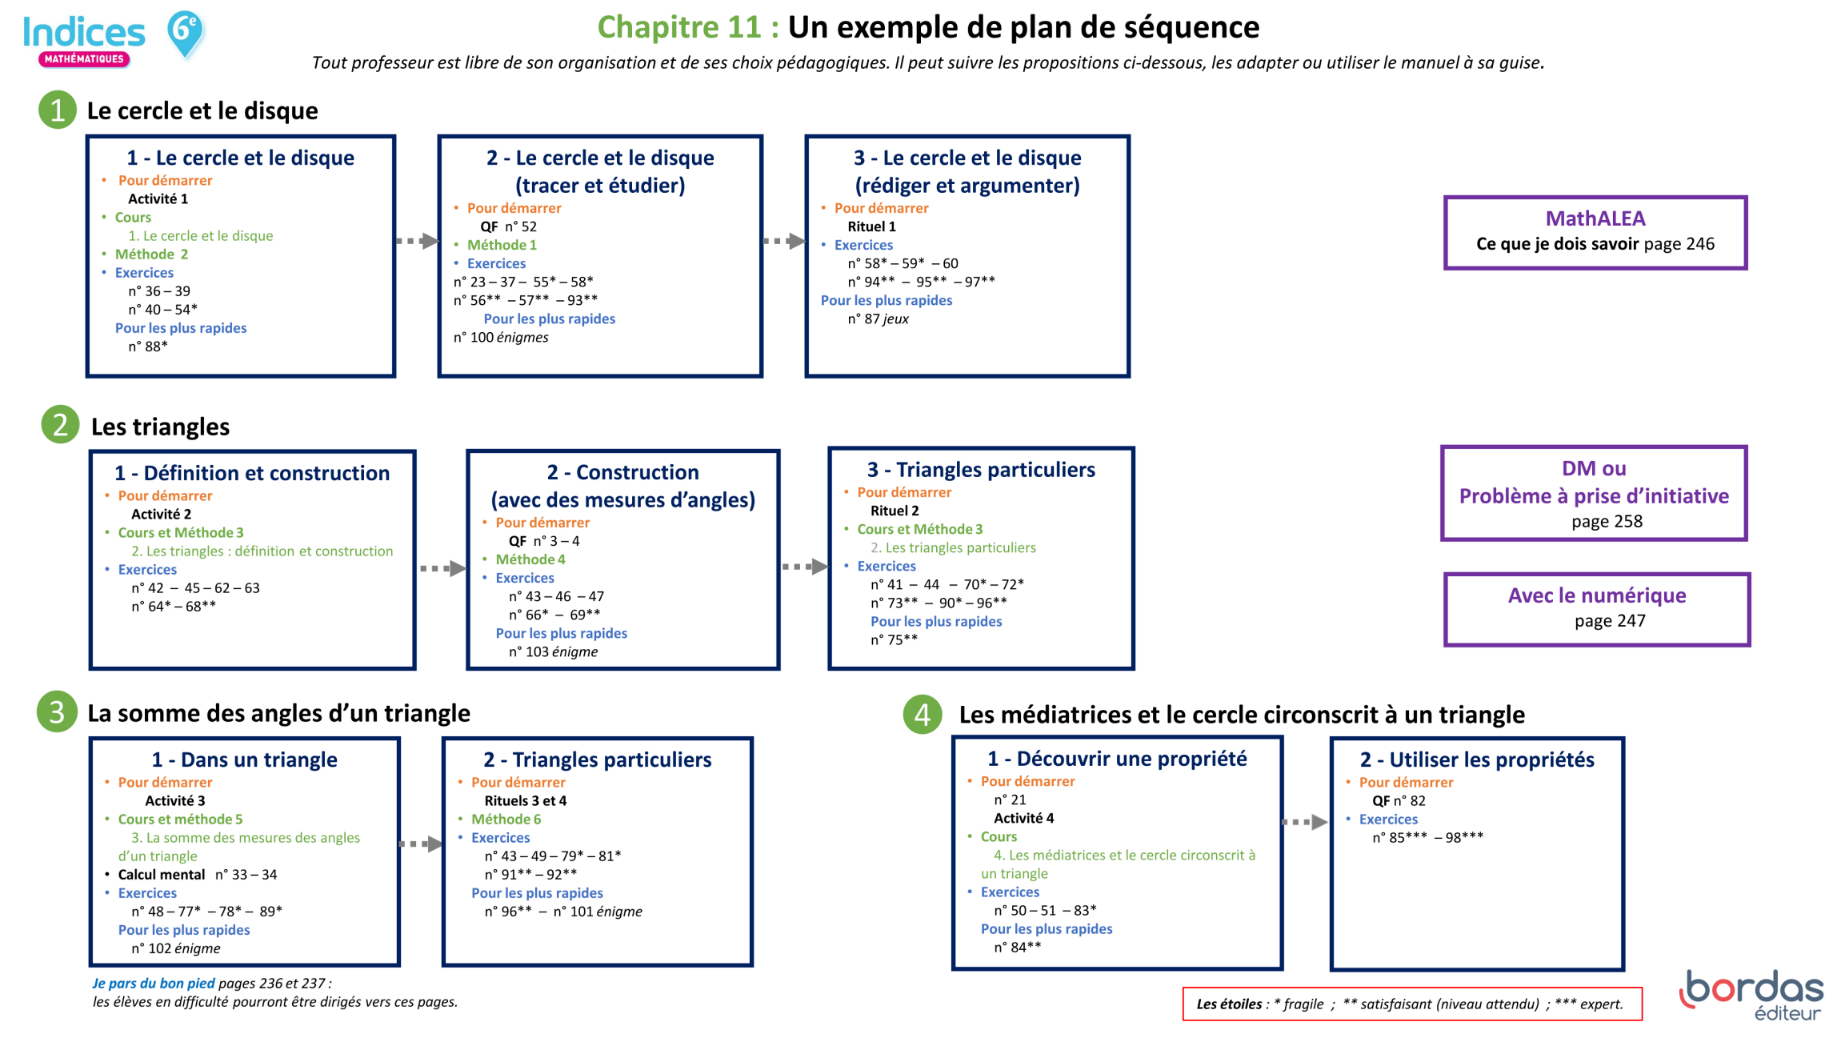 Indices 6e
MATHÉMATIQUES
Chapitre 11 : Un exemple de plan de séquence
Tout professeur est libre de son organisation et de ses choix pédagogiques. Il peut suivre les propositions ci-dessous, les adapter ou utiliser le manuel à sa guise.
1 Le cercle et le disque
1 - Le cercle et le disque
• Pour démarrer
Activité 1
• Cours
1. Le cercle et le disque
• Méthode 2
• Exercices
n° 36 – 39
n° 40 – 54*
Pour les plus rapides
n° 88*
2 - Le cercle et le disque
(tracer et étudier)
• Pour démarrer
QF n° 52
• Méthode 1
• Exercices
n° 23 – 37 – 55* – 58*
n° 56** – 57** – 93**
Pour les plus rapides
n° 100 énigmes
3 - Le cercle et le disque
(rédiger et argumenter)
• Pour démarrer
Rituel 1
• Exercices
n° 58* – 59* – 60
n° 94** – 95** – 97**
Pour les plus rapides
n° 87 jeux
MathALEA
Ce que je dois savoir page 246
2 Les triangles
1 - Définition et construction
• Pour démarrer
Activité 2
• Cours et Méthode 3
2. Les triangles : définition et construction
• Exercices
n° 42 – 45 – 62 – 63
n° 64* – 68**
2 - Construction
(avec des mesures d’angles)
• Pour démarrer
QF n° 3 – 4
• Méthode 4
• Exercices
n° 43 – 46 – 47
n° 66* – 69**
Pour les plus rapides
n° 103 énigme
3 - Triangles particuliers
• Pour démarrer
Rituel 2
• Cours et Méthode 3
2. Les triangles particuliers
• Exercices
n° 41 – 44 – 70* – 72*
n° 73** – 90* – 96**
Pour les plus rapides
n° 75**
DM ou
Problème à prise d’initiative
page 258
Avec le numérique
page 247
3 La somme des angles d’un triangle
1 - Dans un triangle
• Pour démarrer
Activité 3
• Cours et méthode 5
3. La somme des mesures des angles
d’un triangle
• Calcul mental n° 33 – 34
• Exercices
n° 48 – 77* – 78* – 89*
Pour les plus rapides
n° 102 énigme
2 - Triangles particuliers
• Pour démarrer
Rituels 3 et 4
• Méthode 6
• Exercices
n° 43 – 49 – 79* – 81*
n° 91** – 92**
Pour les plus rapides
n° 96** – n° 101 énigme
4 Les médiatrices et le cercle circonscrit à un triangle
1 - Découvrir une propriété
• Pour démarrer
n° 21
Activité 4
• Cours
4. Les médiatrices et le cercle circonscrit à
un triangle
• Exercices
n° 50 – 51 – 83*
Pour les plus rapides
n° 84**
2 - Utiliser les propriétés
• Pour démarrer
QF n° 82
• Exercices
n° 85*** – 98***
Je pars du bon pied pages 236 et 237 :
les élèves en difficulté pourront être dirigés vers ces pages.
Les étoiles : * fragile ; ** satisfaisant (niveau attendu) ; *** expert.
bordas
éditeur